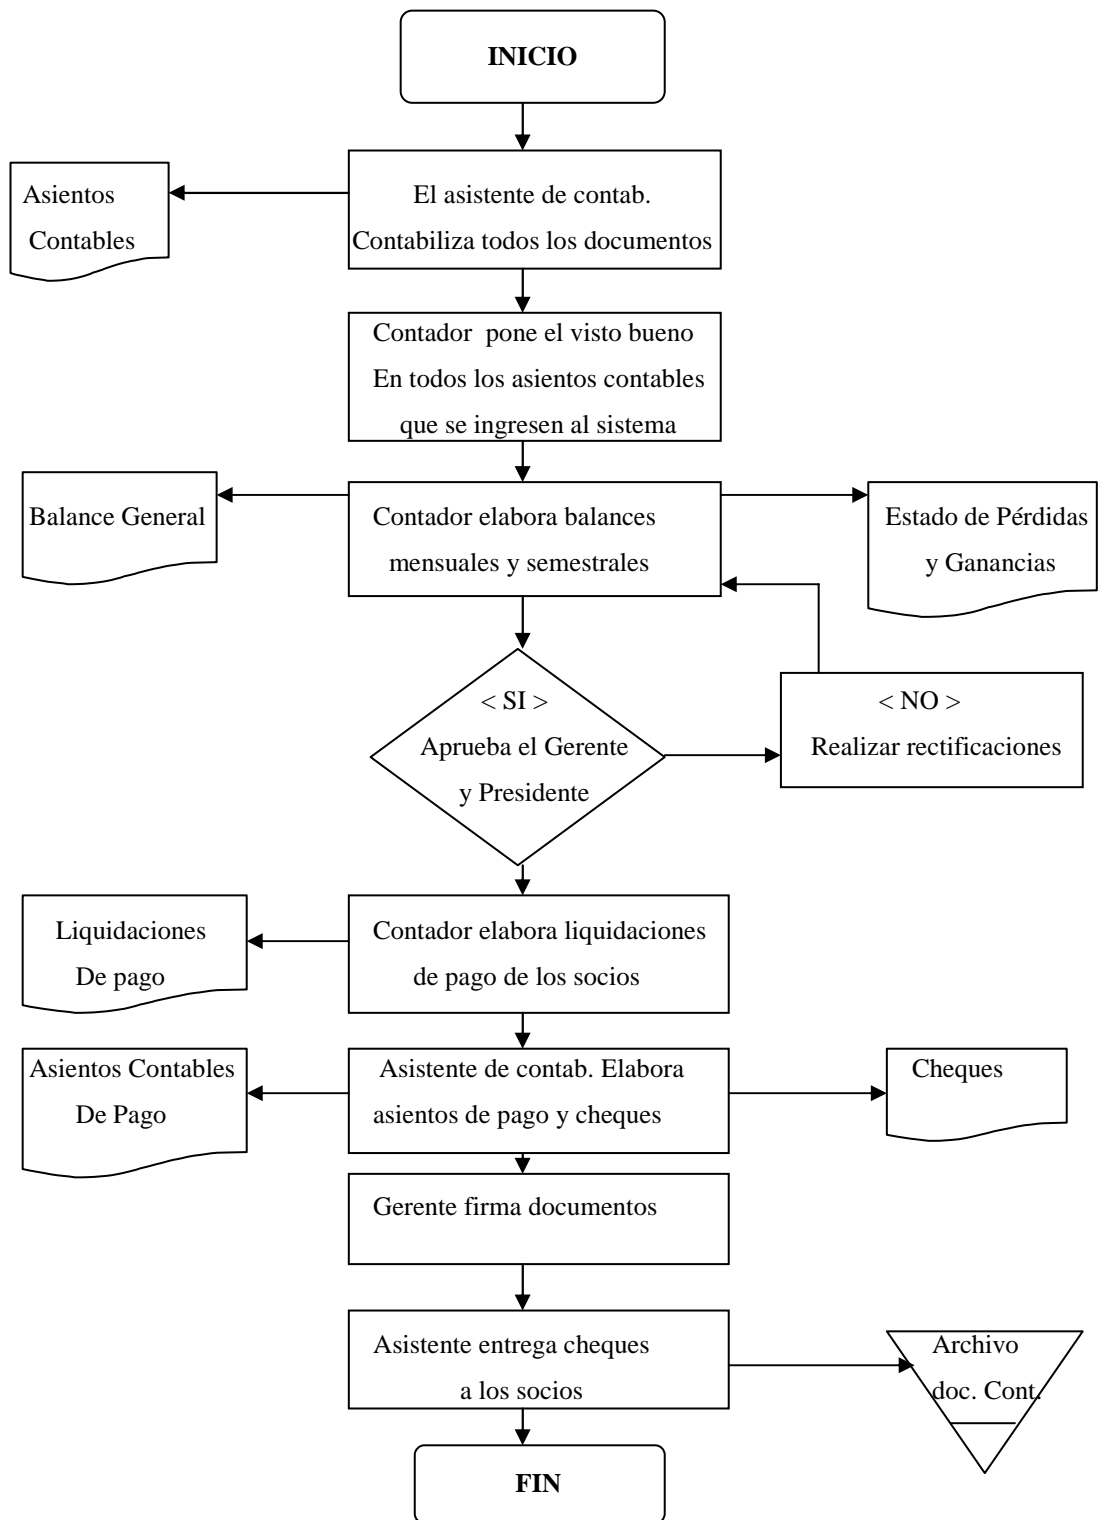 INICIO
Asientos
Contables
El asistente de contab.
Contabiliza todos los documentos
Contador pone el visto bueno
En todos los asientos contables
que se ingresen al sistema
Balance General
Contador elabora balances
mensuales y semestrales
Estado de Pérdidas
y Ganancias
< SI >
Aprueba el Gerente
y Presidente
< NO >
Realizar rectificaciones
Liquidaciones
De pago
Contador elabora liquidaciones
de pago de los socios
Asientos Contables
De Pago
Asistente de contab. Elabora
asientos de pago y cheques
Cheques
Gerente firma documentos
Asistente entrega cheques
a los socios
Archivo
doc. Cont.
FIN